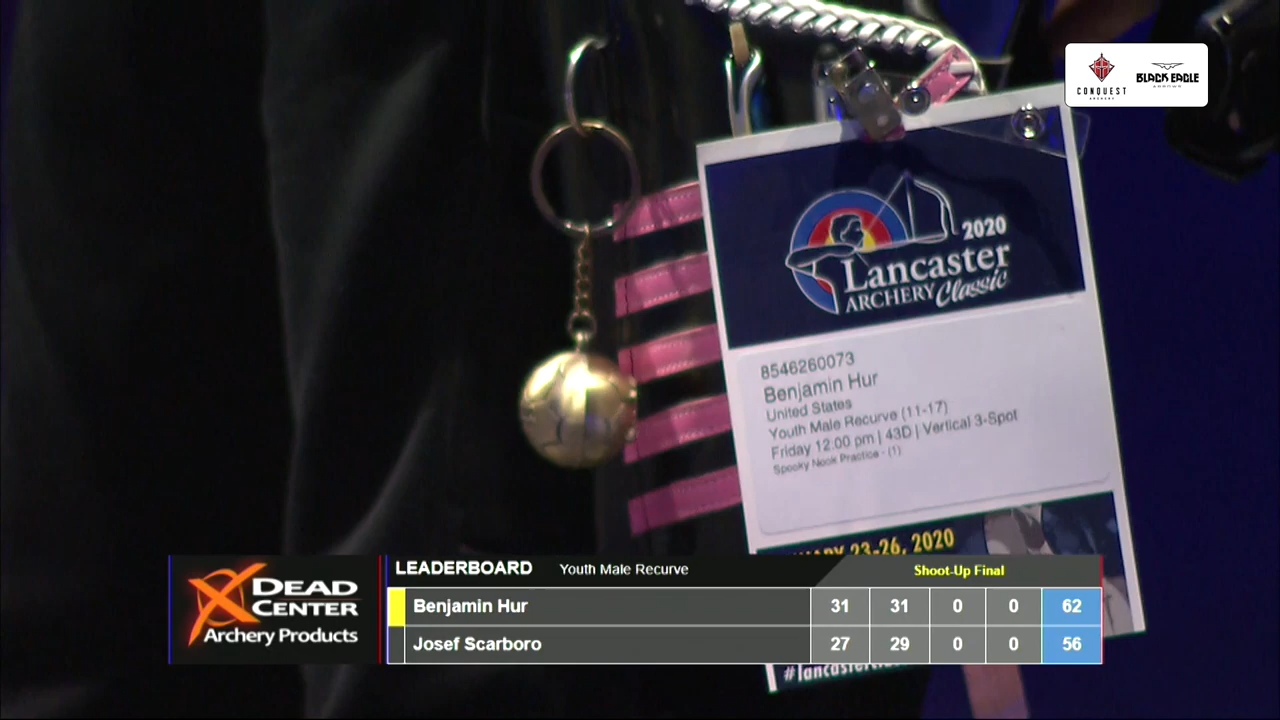 CONQUEST
ARCHERY
BLACK EAGLE
ARROWS
2020
Lancaster
ARCHERY Classic
8546260073
Benjamin Hur
United States
Youth Male Recurve (11-17)
Friday 12:00 pm | 43D | Vertical 3-Spot
Spooky Nook Practice - (1)
23-26, 2020
DEAD
CENTER
Archery Products
LEADERBOARD Youth Male Recurve Shoot-Up Final
Benjamin Hur 31 31 0 0 62
Josef Scarboro 27 29 0 0 56